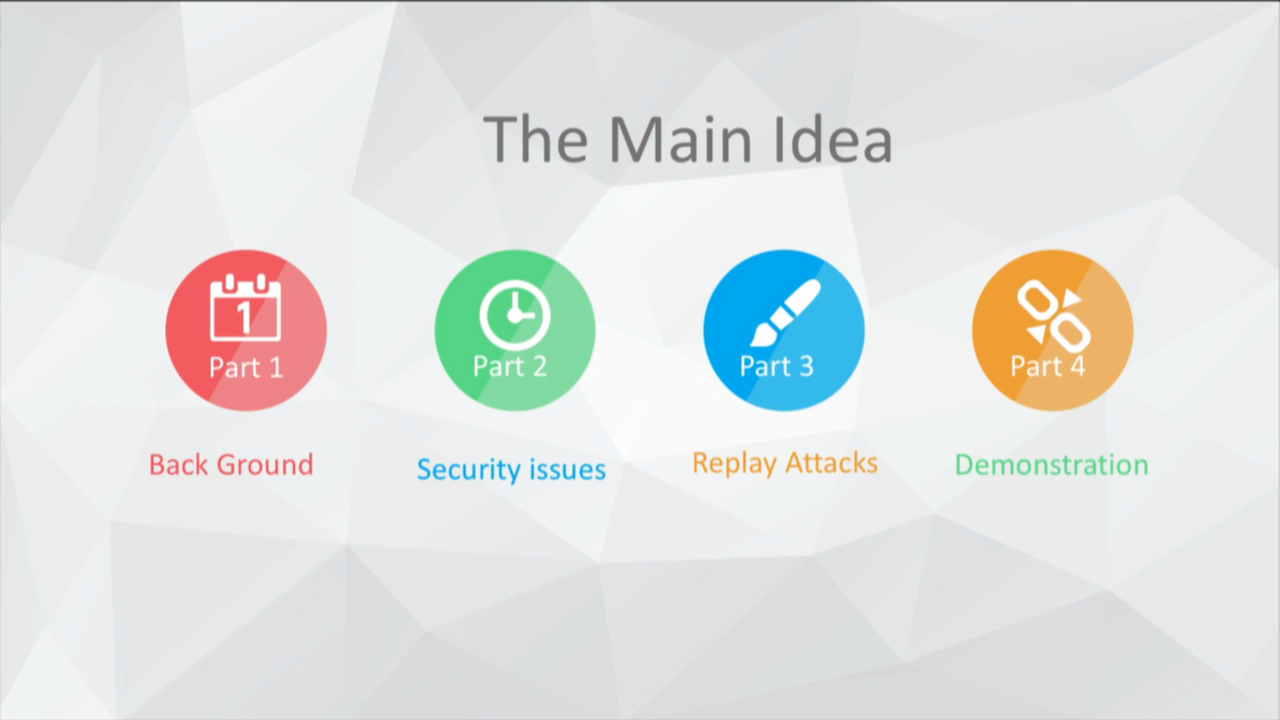 The Main Idea
1
Part 1
Part 2
Part 3
Part 4
Back Ground
Security issues
Replay Attacks
Demonstration